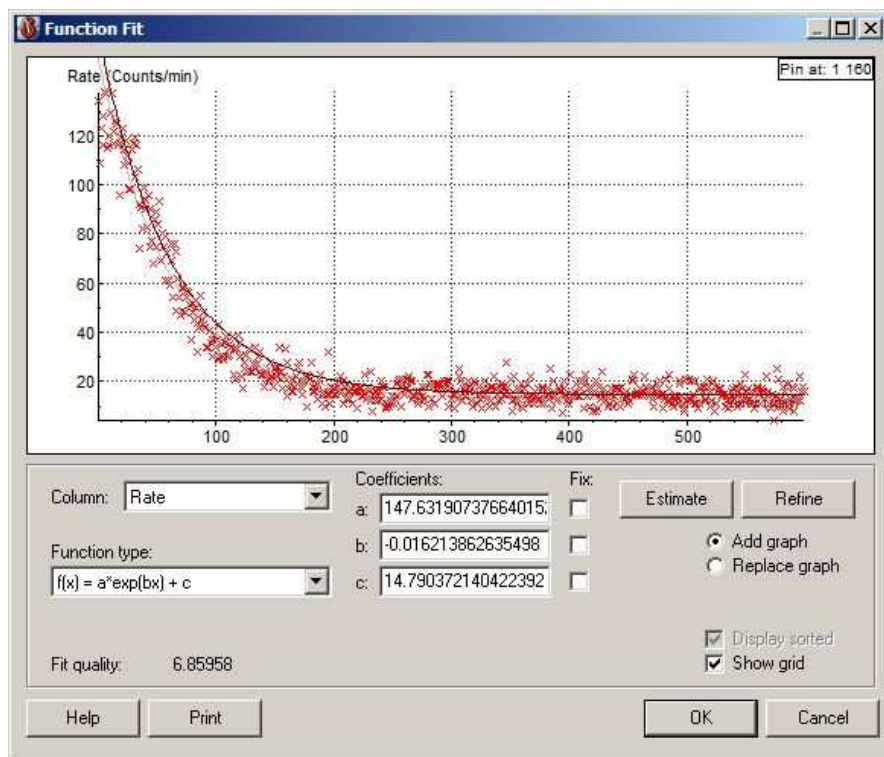 Function Fit
Rate (Counts/min)
Pin at: 1 160
120
100
80
60
40
20
100 200 300 400 500
Column: Rate
Function type:
f(x) = a*exp(bx) + c
Fit quality: 6.85958
Coefficients:
a: 147.6319073766401
b: -0.016213862635498
c: 14.790372140422392
Fix:
Estimate Refine
Add graph
Replace graph
Display sorted
Show grid
Help Print OK Cancel